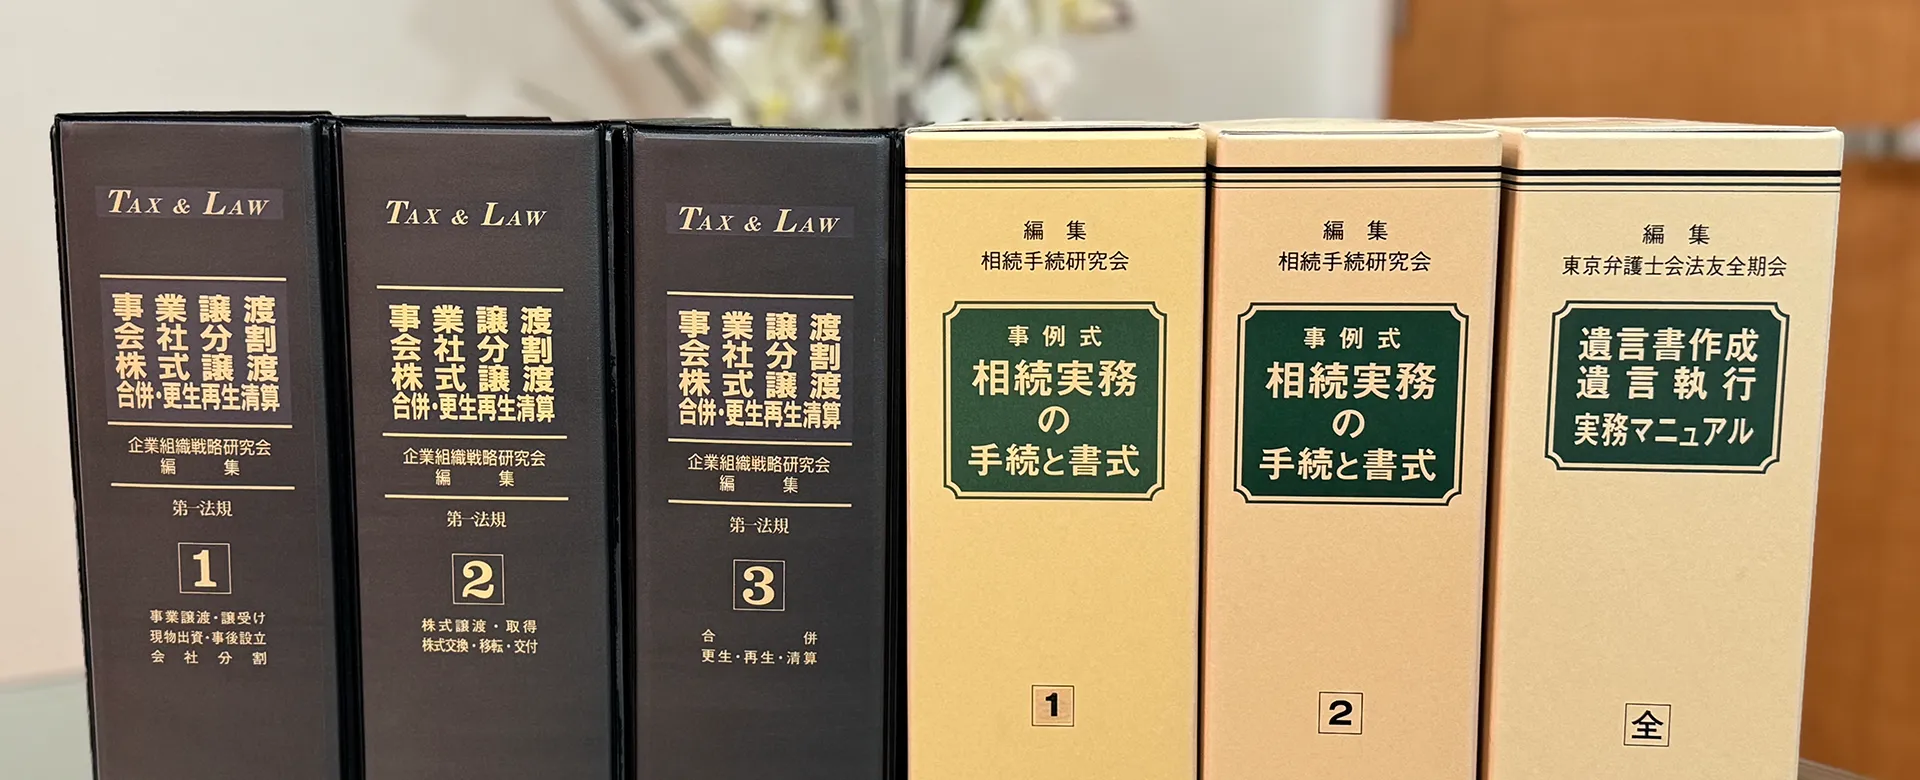 TAX & LAW
事業譲渡
会社分割
株式譲渡
合併・更生再生清算
企業組織戦略研究会
編集
第一法規
1
事業譲渡・譲受け
現物出資・事後設立
会社分割
TAX & LAW
事業譲渡
会社分割
株式譲渡
合併・更生再生清算
企業組織戦略研究会
編集
第一法規
2
株式譲渡・取得
株式交換・移転・交付
TAX & LAW
事業譲渡
会社分割
株式譲渡
合併・更生再生清算
企業組織戦略研究会
編集
第一法規
3
合併
更生・再生・清算
編集
相続手続研究会
事例式
相続実務
の
手続と書式
1
編集
相続手続研究会
事例式
相続実務
の
手続と書式
2
編集
東京弁護士会法友全期会
遺言書作成
遺言執行
実務マニュアル
全